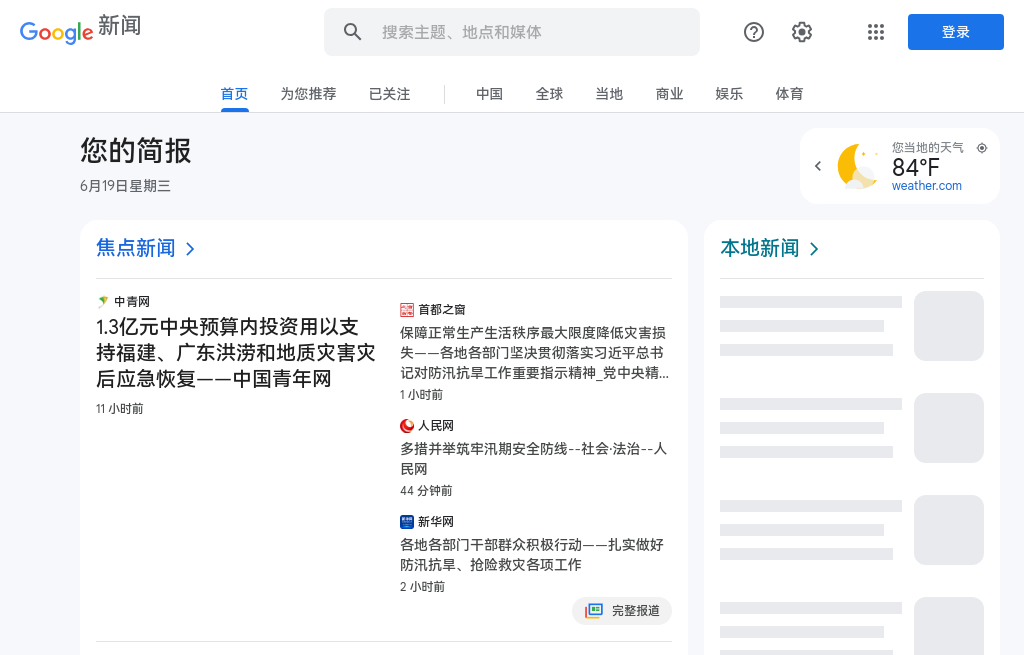 Google 新闻
搜索主题、地点和媒体
登录
首页 为您推荐 已关注 中国 全球 当地 商业 娱乐 体育
您的简报
6月19日星期三
您当地的天气
84°F
weather.com
焦点新闻
中青网
1.3亿元中央预算内投资用以支
持福建、广东洪涝和地质灾害灾
后应急恢复——中国青年网
11 小时前
首都之窗
保障正常生产生活秩序最大限度降低灾害损
失——各地各部门坚决贯彻落实习近平总书
记对防汛抗旱工作重要指示精神_党中央精...
1 小时前
人民网
多措并举筑牢汛期安全防线--社会·法治--人
民网
44 分钟前
新华网
各地各部门干部群众积极行动——扎实做好
防汛抗旱、抢险救灾各项工作
2 小时前
完整报道
本地新闻